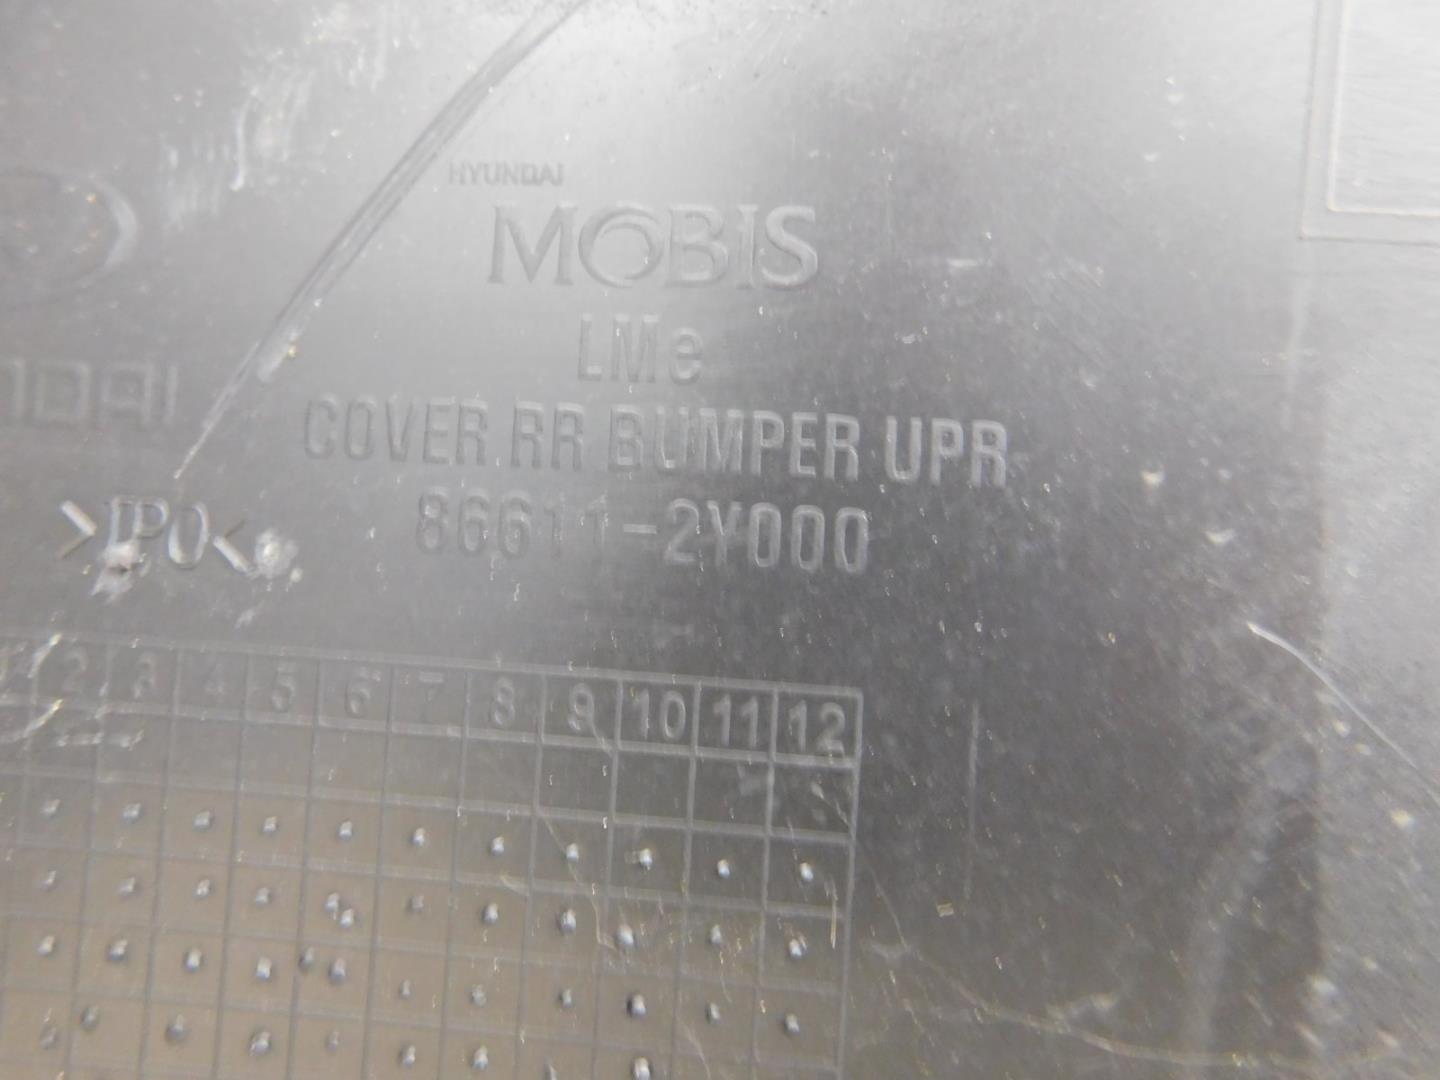 HYUNDAI
MOBIS
LMe
COVER RR BUMPER UPR
86611-2Y000
2 3 4 5 6 7 8 9 10 11 12